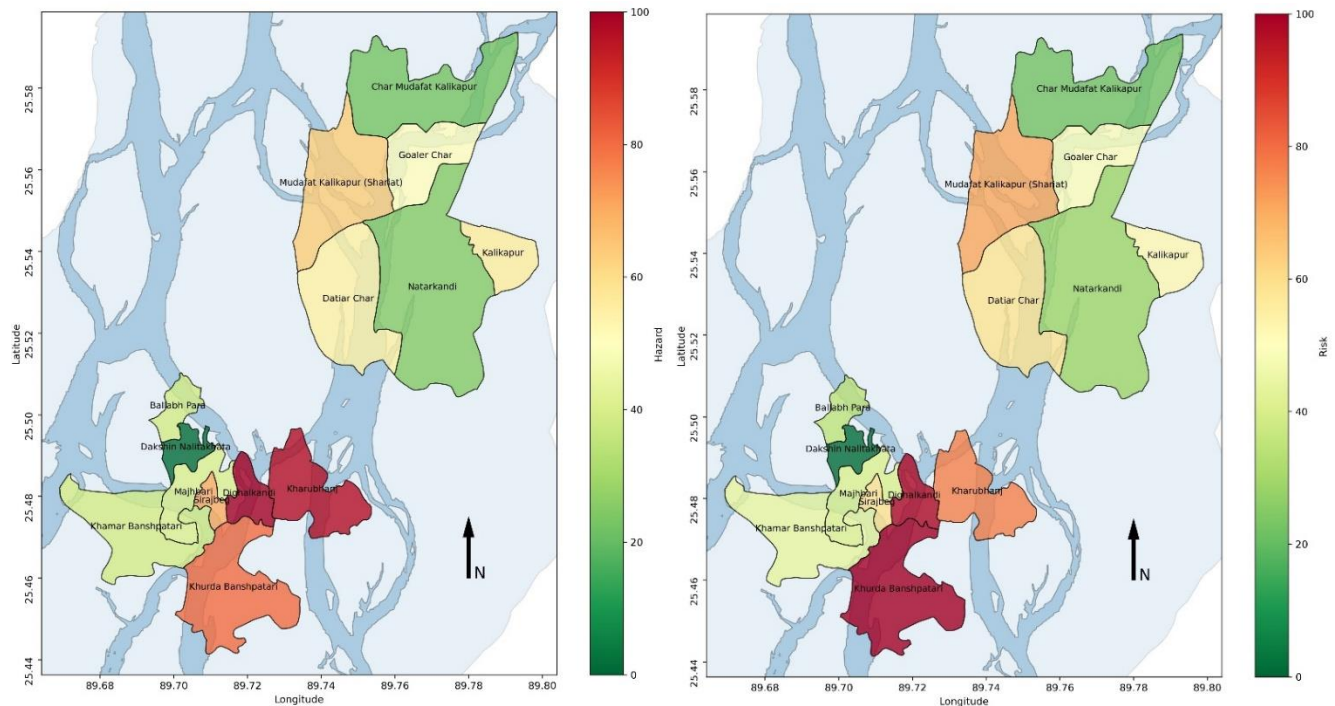 100
80
60
40
20
0
Hazard
25.58
25.56
25.54
25.52
25.50
25.48
25.46
25.44
Latitude
89.68
89.70
89.72
89.74
89.76
89.78
89.80
Longitude
Char Mudafat Kalikapur
Goaler Char
Mudafat Kalikapur (Shariat)
Kalikapur
Datiar Char
Natarkandi
Ballabh Para
Dakshin Nalitakhata
Majhbari
Sirajbeg
Dighalkandi
Kharubhanj
Khamar Banshpatari
Khurda Banshpatari
N
100
80
60
40
20
0
Risk
25.58
25.56
25.54
25.52
25.50
25.48
25.46
25.44
Latitude
89.68
89.70
89.72
89.74
89.76
89.78
89.80
Longitude
Char Mudafat Kalikapur
Goaler Char
Mudafat Kalikapur (Shariat)
Kalikapur
Datiar Char
Natarkandi
Ballabh Para
Dakshin Nalitakhata
Majhbari
Sirajbeg
Dighalkandi
Kharubhanj
Khamar Banshpatari
Khurda Banshpatari
N